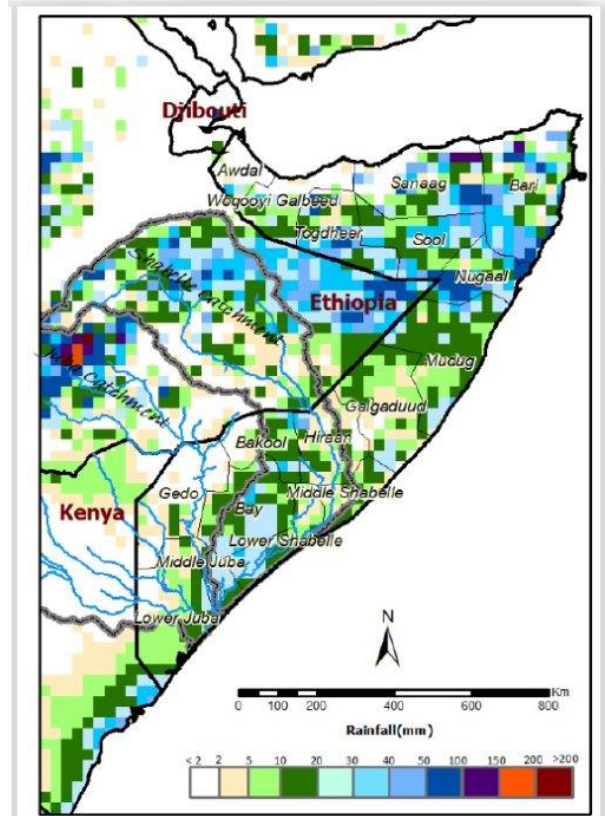 Djibouti
Awdal
Woqooyi Galbeed
Sanaag
Bari
Togdheer
Sool
Shabelle Catchment
Nugaal
Ethiopia
Juba Catchment
Mudug
Galgaduud
Bakool
Hiraan
Gedo
Middle Shabelle
Kenya
Bay
Lower Shabelle
Middle Juba
Lower Juba
N
Km
0 100 200 400 600 800
Rainfall(mm)
< 2 2 5 10 20 30 40 50 100 150 200 >200